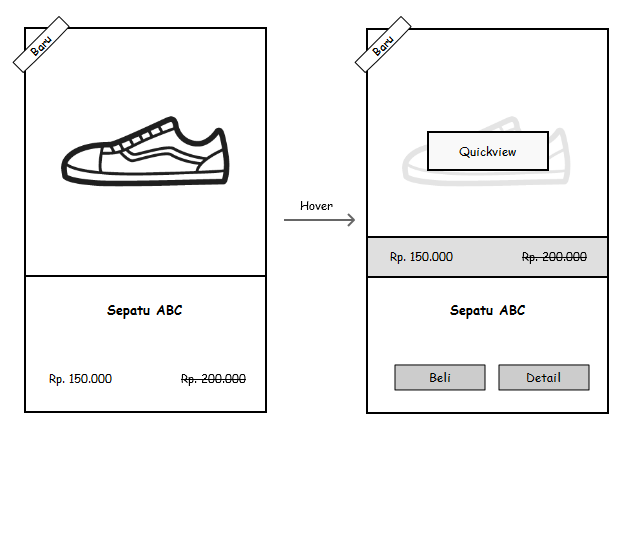 Baru
Sepatu ABC
Rp. 150.000 Rp. 200.000
Hover
Baru
Quickview
Rp. 150.000 Rp. 200.000
Sepatu ABC
Beli Detail